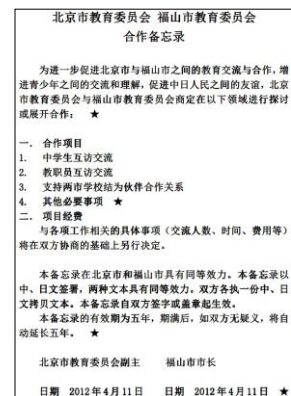 北京市教育委员会 福山市教育委员会
合作备忘录
为进一步促进北京市与福山市之间的教育交流与合作，增
进青少年之间的交流和理解，促进中日人民之间的友谊，北京
市教育委员会与福山市教育委员会商定在以下领域进行探讨
或展开合作： ★
一． 合作项目
1. 中学生互访交流
2. 教职员互访交流
3. 支持两市学校结为伙伴合作关系
4. 其他必要事项 ★
二． 项目经费
与各项工作相关的具体事项（交流人数、时间、费用等）
将在双方协商的基础上另行决定。
本备忘录在北京市和福山市具有同等效力。本备忘录以
中、日文签署，两种文本具有同等效力。双方各执一份中、日
文拷贝文本。本备忘录自双方签字或盖章起生效。
本备忘录的有效期为五年，期满后，如双方无疑义，将自
动延长五年。 ★
北京市教育委员会副主 福山市市长
日期 2012年4月11日 日期 2012年4月11日 ★